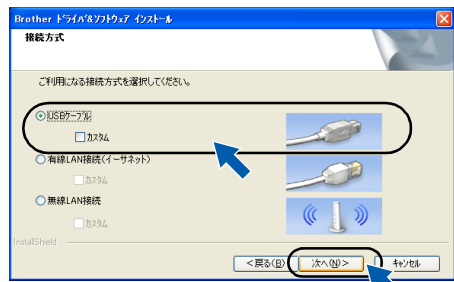 Brother ドライバ&ソフトウェア インストール
接続方式
ご利用になる接続方式を選択してください。
USBケーブル
カスタム
有線LAN接続(イーサネット)
カスタム
無線LAN接続
カスタム
InstallShield
<戻る(B) 次へ(N)> キャンセル